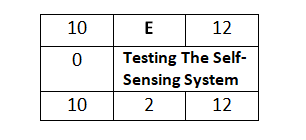 10 E 12
0 Testing The Self-
Sensing System
10 2 12